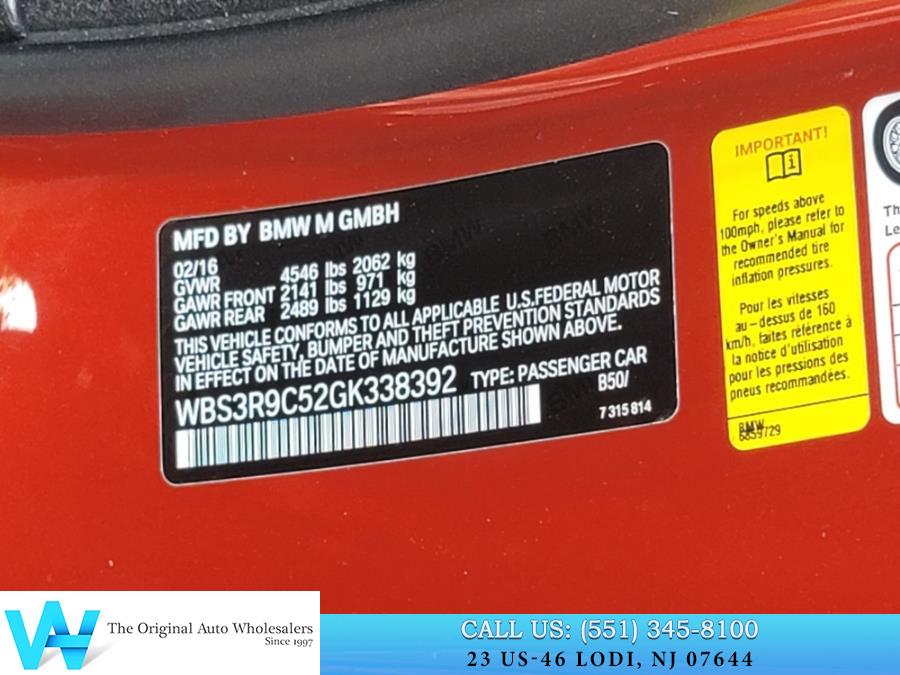 MFD BY BMW M GMBH
02/16
GVWR 4546 lbs 2062 kg
GAWR FRONT 2141 lbs 971 kg
GAWR REAR 2489 lbs 1129 kg
THIS VEHICLE CONFORMS TO ALL APPLICABLE U.S.FEDERAL MOTOR
VEHICLE SAFETY, BUMPER AND THEFT PREVENTION STANDARDS
IN EFFECT ON THE DATE OF MANUFACTURE SHOWN ABOVE.
WBS3R9C52GK338392 TYPE: PASSENGER CAR
B50/
7 315 814
IMPORTANT!
i
For speeds above
100mph, please refer to
the Owner's Manual for
recommended tire
inflation pressures.
Pour les vitesses
au – dessus de 160
km/h, faites référence à
la notice d'utilisation
pour les pressions des
pneus recommandées.
BMW
6859729
Th
Le
The Original Auto Wholesalers
Since 1997
CALL US: (551) 345-8100
23 US-46 LODI, NJ 07644